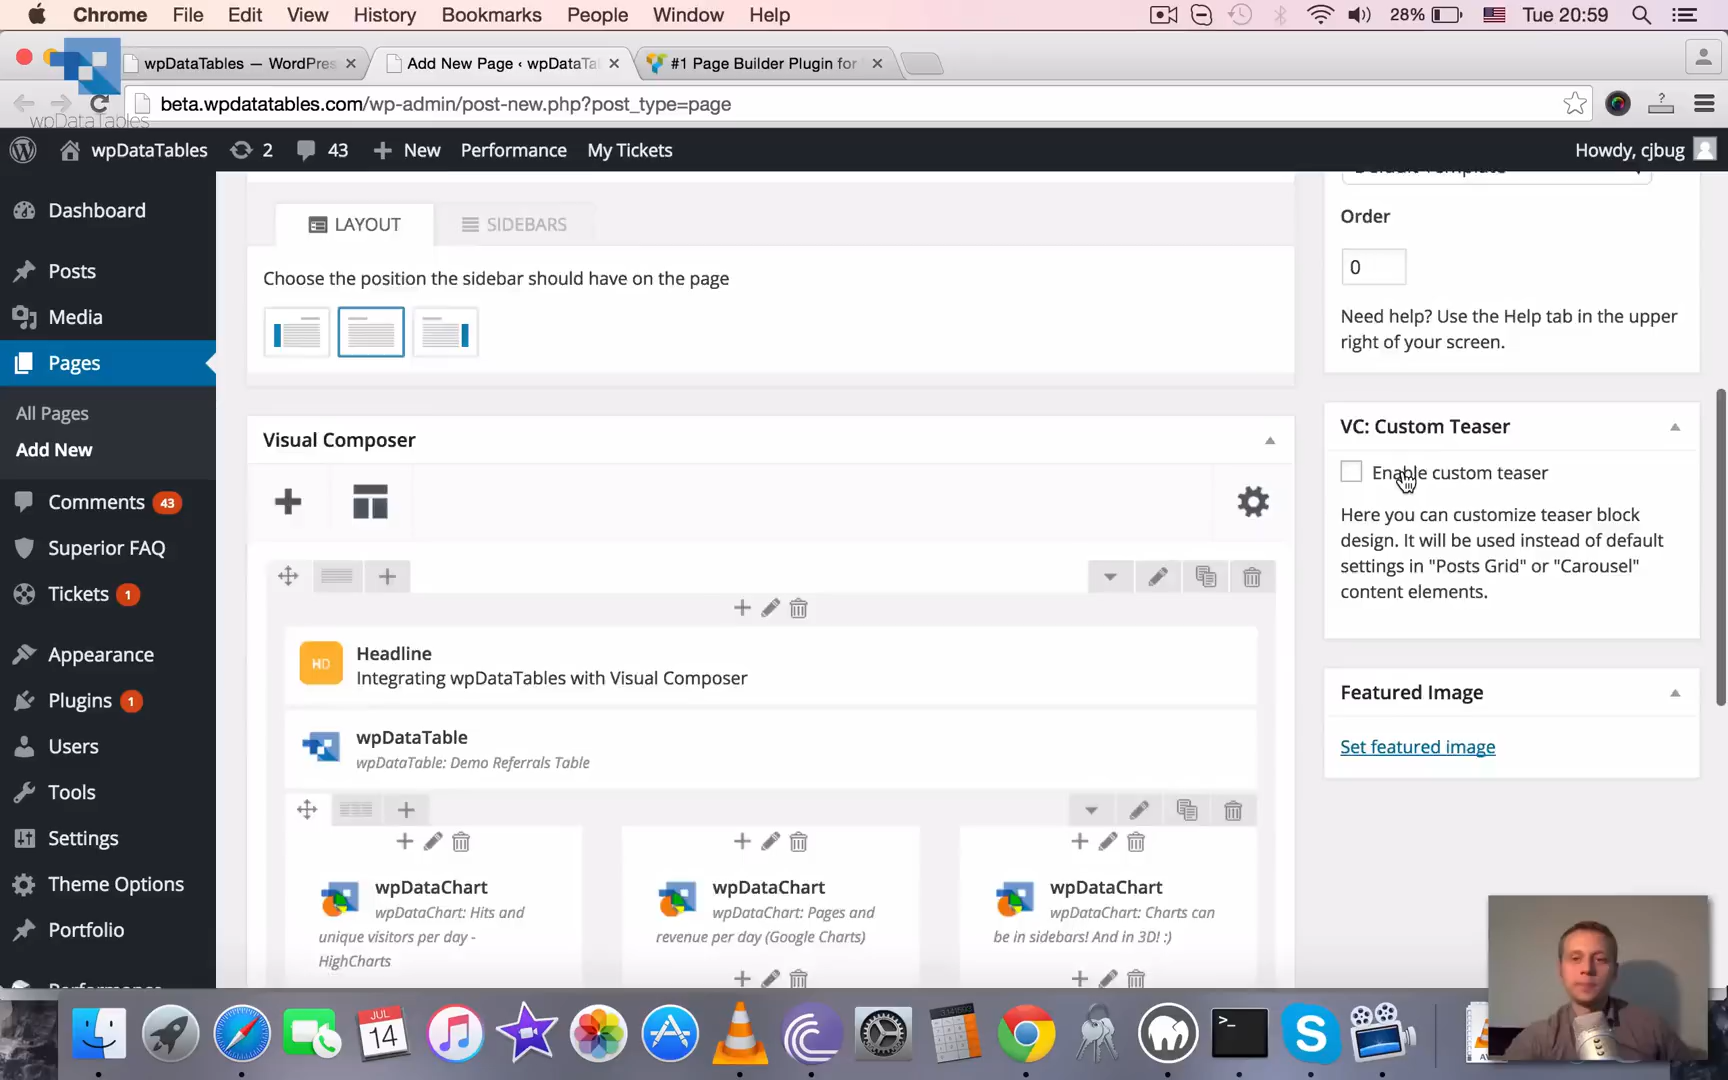 Chrome File Edit View History Bookmarks People Window Help 28% Tue 20:59
wpDataTables — WordPres Add New Page ‹ wpDataTa #1 Page Builder Plugin for
beta.wpdatatables.com/wp-admin/post-new.php?post_type=page
wpDataTables
wpDataTables 2 43 New Performance My Tickets Howdy, cjbug
Dashboard
Posts
Media
Pages
All Pages
Add New
Comments 43
Superior FAQ
Tickets 1
Appearance
Plugins 1
Users
Tools
Settings
Theme Options
Portfolio
LAYOUT SIDEBARS
Choose the position the sidebar should have on the page
Visual Composer
Headline
Integrating wpDataTables with Visual Composer
wpDataTable
wpDataTable: Demo Referrals Table
wpDataChart
wpDataChart: Hits and
unique visitors per day -
HighCharts
wpDataChart
wpDataChart: Pages and
revenue per day (Google Charts)
wpDataChart
wpDataChart: Charts can
be in sidebars! And in 3D! :)
Default Template
Order
0
Need help? Use the Help tab in the upper
right of your screen.
VC: Custom Teaser
Enable custom teaser
Here you can customize teaser block
design. It will be used instead of default
settings in "Posts Grid" or "Carousel"
content elements.
Featured Image
Set featured image
JUL
14